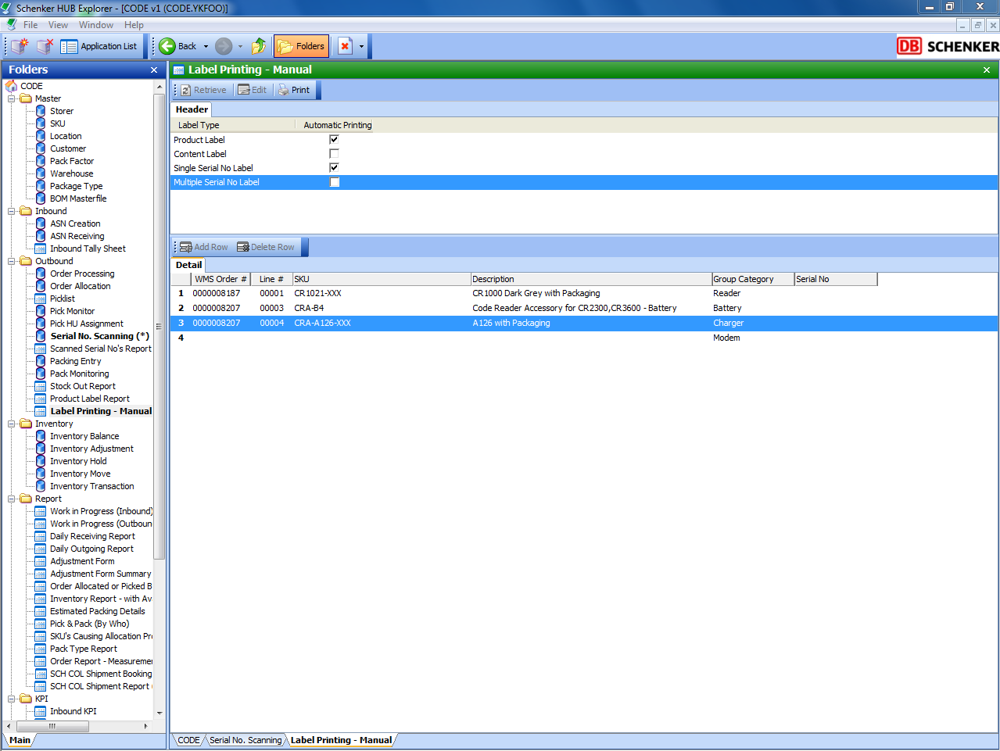 Schenker HUB Explorer - [CODE v1 (CODE.YKFOO)]
File View Window Help
Application List Back Folders DB SCHENKER
Folders
CODE
Master
Storer
SKU
Location
Customer
Pack Factor
Warehouse
Package Type
BOM Masterfile
Inbound
ASN Creation
ASN Receiving
Inbound Tally Sheet
Outbound
Order Processing
Order Allocation
Picklist
Pick Monitor
Pick HU Assignment
Serial No. Scanning (*)
Scanned Serial No's Report
Packing Entry
Pack Monitoring
Stock Out Report
Product Label Report
Label Printing - Manual
Inventory
Inventory Balance
Inventory Adjustment
Inventory Hold
Inventory Move
Inventory Transaction
Report
Work in Progress (Inbound)
Work in Progress (Outboun
Daily Receiving Report
Daily Outgoing Report
Adjustment Form
Adjustment Form Summary
Order Allocated or Picked B
Inventory Report - with Av
Estimated Packing Details
Pick & Pack (By Who)
SKU's Causing Allocation Pr
Pack Type Report
Order Report - Measureme
SCH COL Shipment Booking
SCH COL Shipment Report
KPI
Inbound KPI
Main
Label Printing - Manual
Retrieve Edit Print
Header
Label Type Automatic Printing
Product Label
Content Label
Single Serial No Label
Multiple Serial No Label
Add Row Delete Row
Detail
WMS Order # Line # SKU Description Group Category Serial No
1 0000008187 00001 CR1021-XXX CR1000 Dark Grey with Packaging Reader
2 0000008207 00003 CRA-B4 Code Reader Accessory for CR2300,CR3600 - Battery Battery
3 0000008207 00004 CRA-A126-XXX A126 with Packaging Charger
4 Modem
CODE Serial No. Scanning Label Printing - Manual